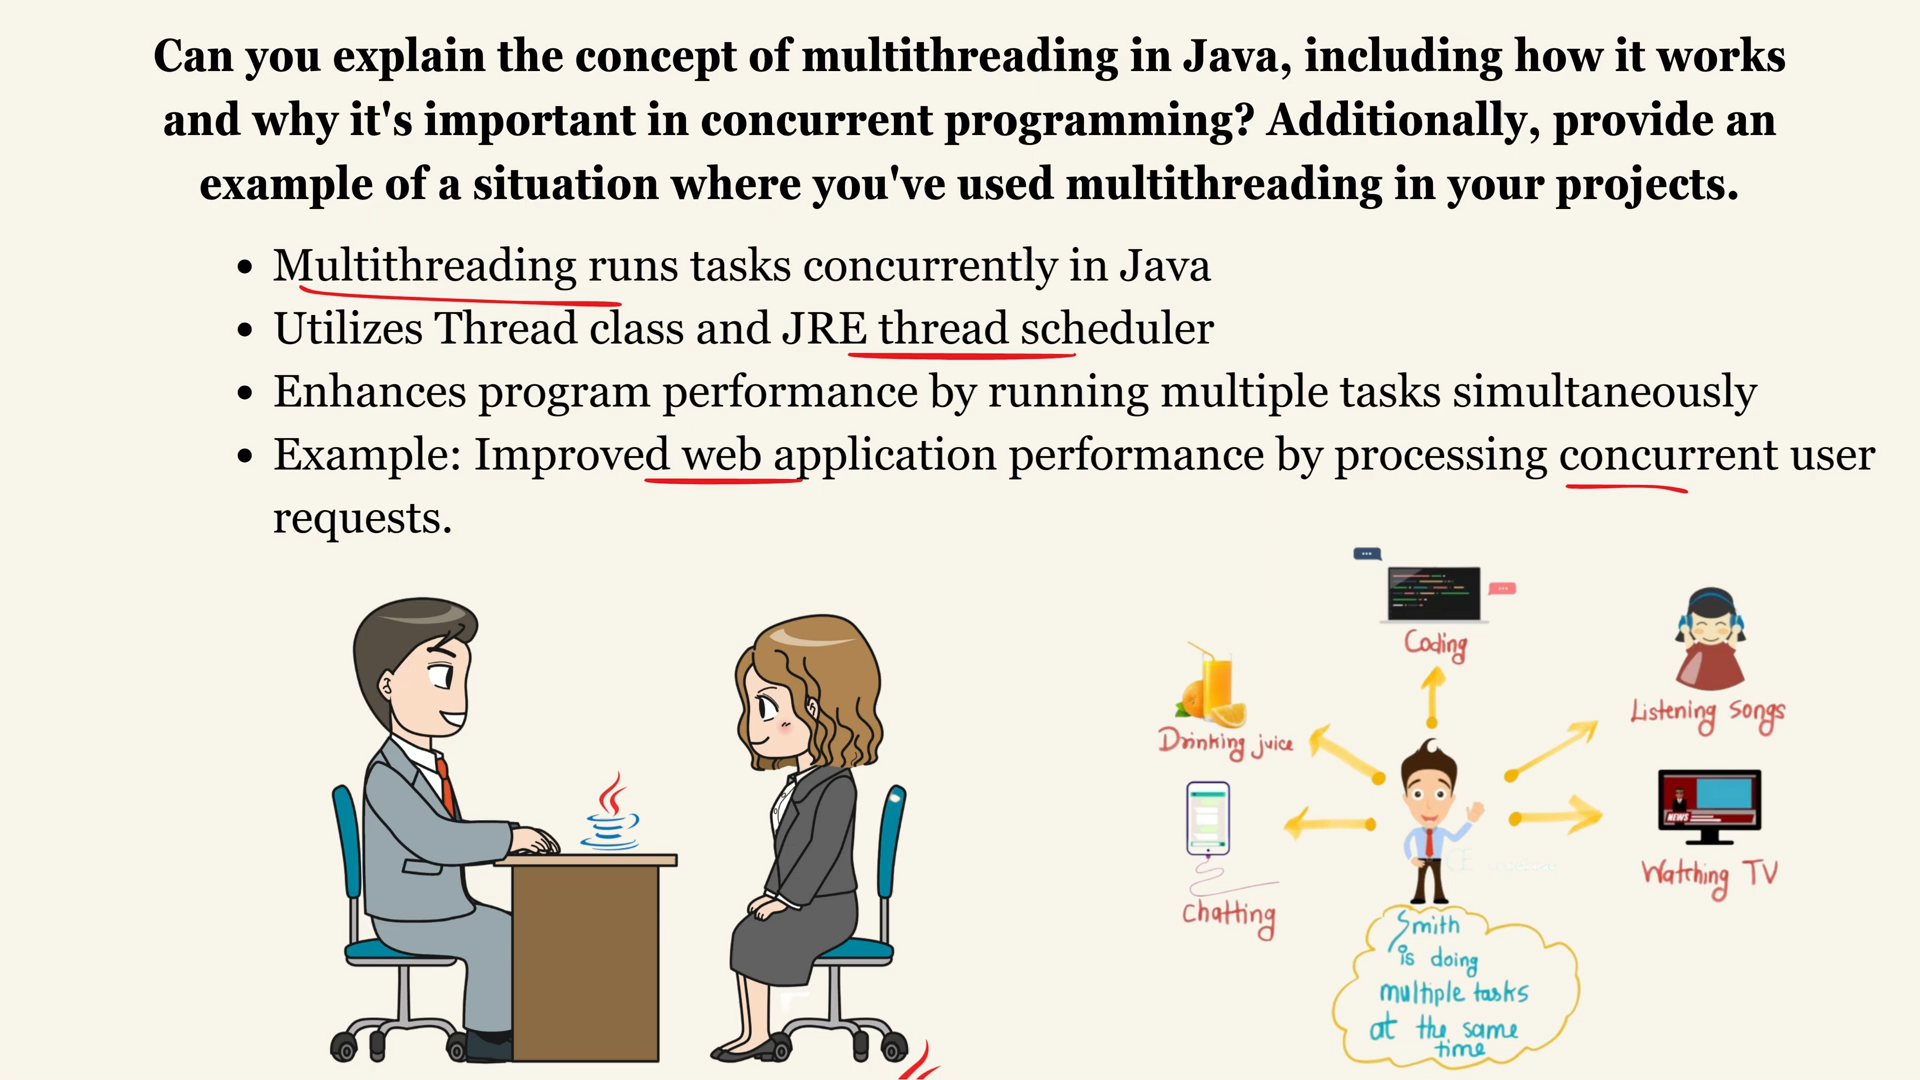 Can you explain the concept of multithreading in Java, including how it works
and why it's important in concurrent programming? Additionally, provide an
example of a situation where you've used multithreading in your projects.
• Multithreading runs tasks concurrently in Java
• Utilizes Thread class and JRE thread scheduler
• Enhances program performance by running multiple tasks simultaneously
• Example: Improved web application performance by processing concurrent user
requests.
Coding
Listening Songs
Drinking juice
NEWS
Watching TV
Chatting
Smith
is doing
multiple tasks
at the same
time